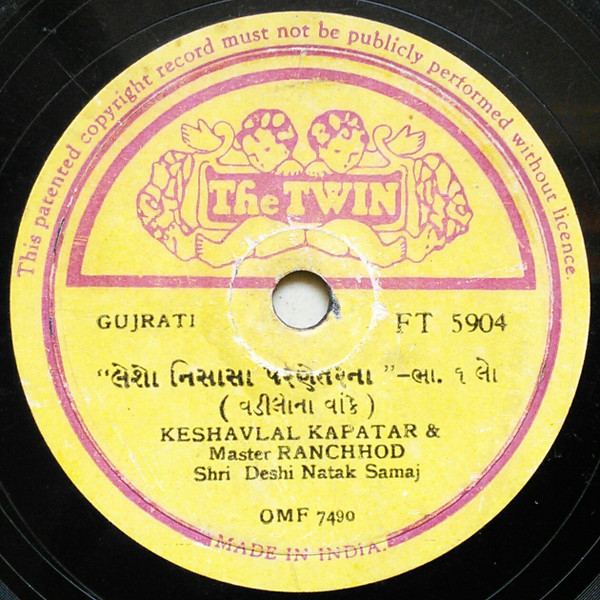 This patented copyright record must not be publicly performed without licence.
The TWIN
GUJRATI FT 5904
"લેશો નિસાસા પરણેતરના" -ભા. ૧ લો
( વડીલોના વાંકે )
KESHAVLAL KAPATAR &
Master RANCHHOD
Shri Deshi Natak Samaj
OMF 7490
MADE IN INDIA.